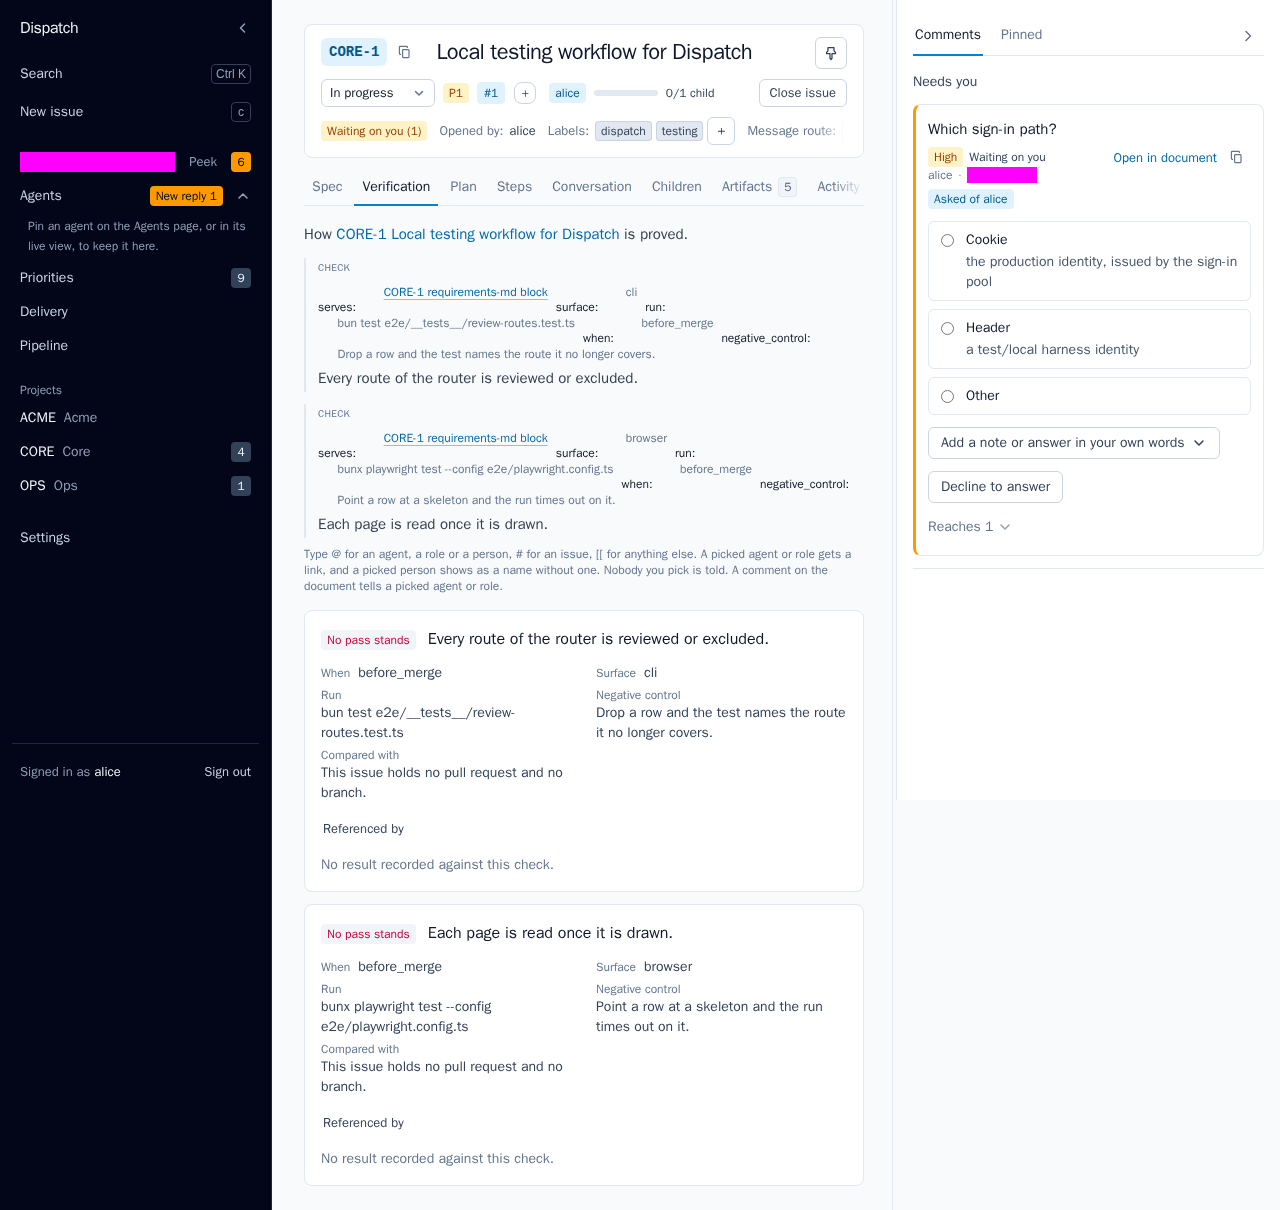 Dispatch
Search Ctrl K
New issue c
Peek 6
Agents New reply 1
Pin an agent on the Agents page, or in its
live view, to keep it here.
Priorities 9
Delivery
Pipeline
Projects
ACME Acme
CORE Core 4
OPS Ops 1
Settings
Signed in as alice Sign out
CORE-1 Local testing workflow for Dispatch
In progress P1 #1 + alice 0/1 child Close issue
Waiting on you (1) Opened by: alice Labels: dispatch testing + Message route:
Spec Verification Plan Steps Conversation Children Artifacts 5 Activity
How CORE-1 Local testing workflow for Dispatch is proved.
CHECK
CORE-1 requirements-md block cli
serves: surface: run:
bun test e2e/__tests__/review-routes.test.ts before_merge
when: negative_control:
Drop a row and the test names the route it no longer covers.
Every route of the router is reviewed or excluded.
CHECK
CORE-1 requirements-md block browser
serves: surface: run:
bunx playwright test --config e2e/playwright.config.ts before_merge
when: negative_control:
Point a row at a skeleton and the run times out on it.
Each page is read once it is drawn.
Type @ for an agent, a role or a person, # for an issue, [[ for anything else. A picked agent or role gets a
link, and a picked person shows as a name without one. Nobody you pick is told. A comment on the
document tells a picked agent or role.
No pass stands Every route of the router is reviewed or excluded.
When before_merge Surface cli
Run Negative control
bun test e2e/__tests__/review- Drop a row and the test names the route
routes.test.ts it no longer covers.
Compared with
This issue holds no pull request and no
branch.
Referenced by
No result recorded against this check.
No pass stands Each page is read once it is drawn.
When before_merge Surface browser
Run Negative control
bunx playwright test --config Point a row at a skeleton and the run
e2e/playwright.config.ts times out on it.
Compared with
This issue holds no pull request and no
branch.
Referenced by
No result recorded against this check.
Comments Pinned
Needs you
Which sign-in path?
High Waiting on you Open in document
alice ·
Asked of alice
Cookie
the production identity, issued by the sign-in
pool
Header
a test/local harness identity
Other
Add a note or answer in your own words
Decline to answer
Reaches 1